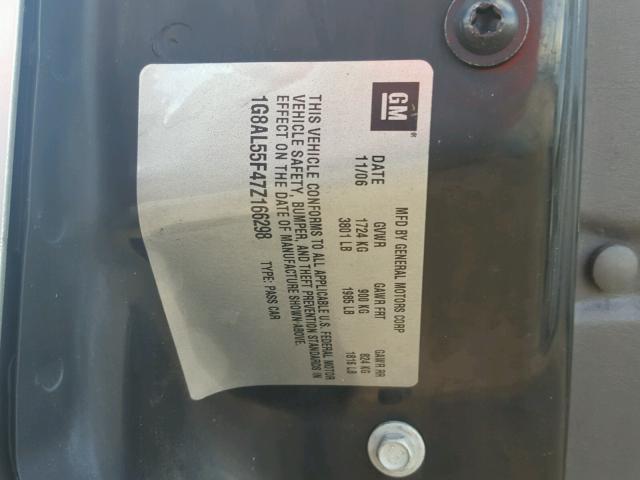 GM
MFD BY GENERAL MOTORS CORP
DATE GVWR GAWR FRT GAWR RR
11/06 1724 KG 900 KG 824 KG
3801 LB 1985 LB 1816 LB
THIS VEHICLE CONFORMS TO ALL APPLICABLE U.S. FEDERAL MOTOR
VEHICLE SAFETY, BUMPER, AND THEFT PREVENTION STANDARDS IN
EFFECT ON THE DATE OF MANUFACTURE SHOWN ABOVE.
1G8AL55F47Z166298 TYPE: PASS CAR